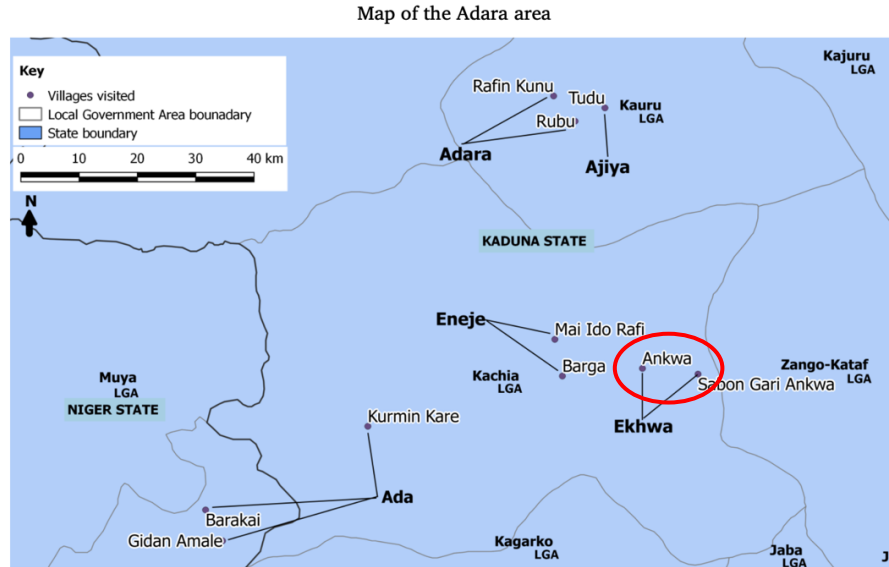 Map of the Adara area
Key
Villages visited
Local Government Area bounadary
State boundary
0 10 20 30 40 km
N
Kajuru
LGA
Rafin Kunu
Tudu
Kauru
LGA
Rubu
Adara
Ajiya
KADUNA STATE
Eneje
Mai Ido Rafi
Ankwa
Barga
Zango-Kataf
LGA
Kachia
LGA
Sabon Gari Ankwa
Muya
LGA
NIGER STATE
Kurmin Kare
Ekhwa
Ada
Barakai
Gidan Amale
Kagarko
LGA
Jaba
LGA
J